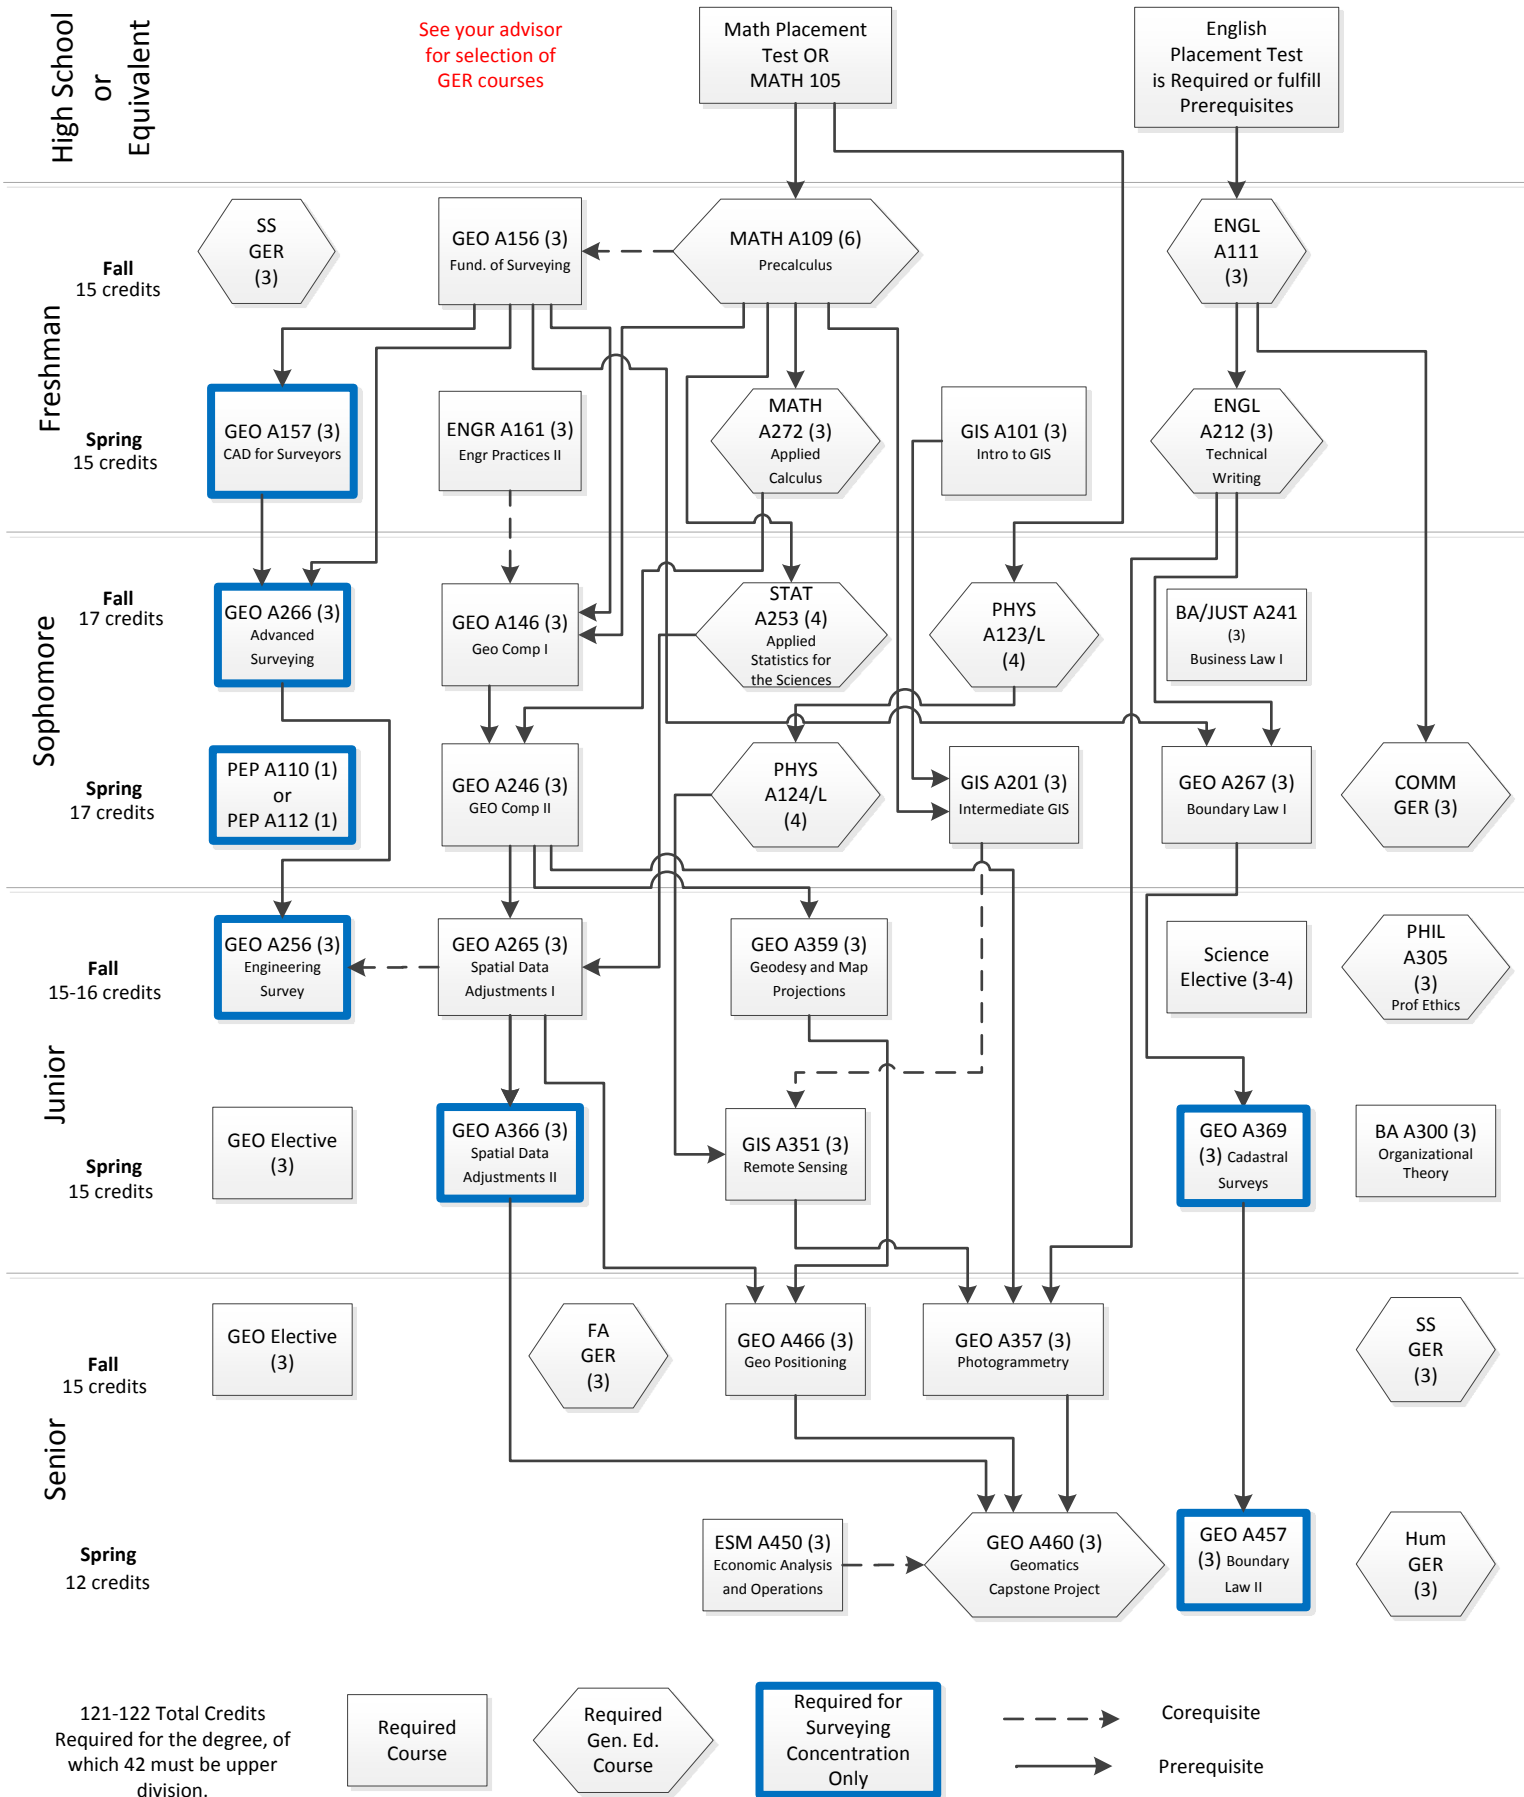 High School
or
Equivalent
See your advisor
for selection of
GER courses
Math Placement
Test OR
MATH 105
English
Placement Test
is Required or fulfill
Prerequisites
Freshman
Fall
15 credits
SS
GER
(3)
GEO A156 (3)
Fund. of Surveying
MATH A109 (6)
Precalculus
ENGL
A111
(3)
Spring
15 credits
GEO A157 (3)
CAD for Surveyors
ENGR A161 (3)
Engr Practices II
MATH
A272 (3)
Applied
Calculus
GIS A101 (3)
Intro to GIS
ENGL
A212 (3)
Technical
Writing
Sophomore
Fall
17 credits
GEO A266 (3)
Advanced
Surveying
GEO A146 (3)
Geo Comp I
STAT
A253 (4)
Applied
Statistics for
the Sciences
PHYS
A123/L
(4)
BA/JUST A241
(3)
Business Law I
Spring
17 credits
PEP A110 (1)
or
PEP A112 (1)
GEO A246 (3)
GEO Comp II
PHYS
A124/L
(4)
GIS A201 (3)
Intermediate GIS
GEO A267 (3)
Boundary Law I
COMM
GER (3)
Junior
Fall
15-16 credits
GEO A256 (3)
Engineering
Survey
GEO A265 (3)
Spatial Data
Adjustments I
GEO A359 (3)
Geodesy and Map
Projections
Science
Elective (3-4)
PHIL
A305
(3)
Prof Ethics
Spring
15 credits
GEO Elective
(3)
GEO A366 (3)
Spatial Data
Adjustments II
GIS A351 (3)
Remote Sensing
GEO A369
(3) Cadastral
Surveys
BA A300 (3)
Organizational
Theory
Senior
Fall
15 credits
GEO Elective
(3)
FA
GER
(3)
GEO A466 (3)
Geo Positioning
GEO A357 (3)
Photogrammetry
SS
GER
(3)
Spring
12 credits
ESM A450 (3)
Economic Analysis
and Operations
GEO A460 (3)
Geomatics
Capstone Project
GEO A457
(3) Boundary
Law II
Hum
GER
(3)
121-122 Total Credits
Required for the degree, of
which 42 must be upper
division.
Required
Course
Required
Gen. Ed.
Course
Required for
Surveying
Concentration
Only
Corequisite
Prerequisite